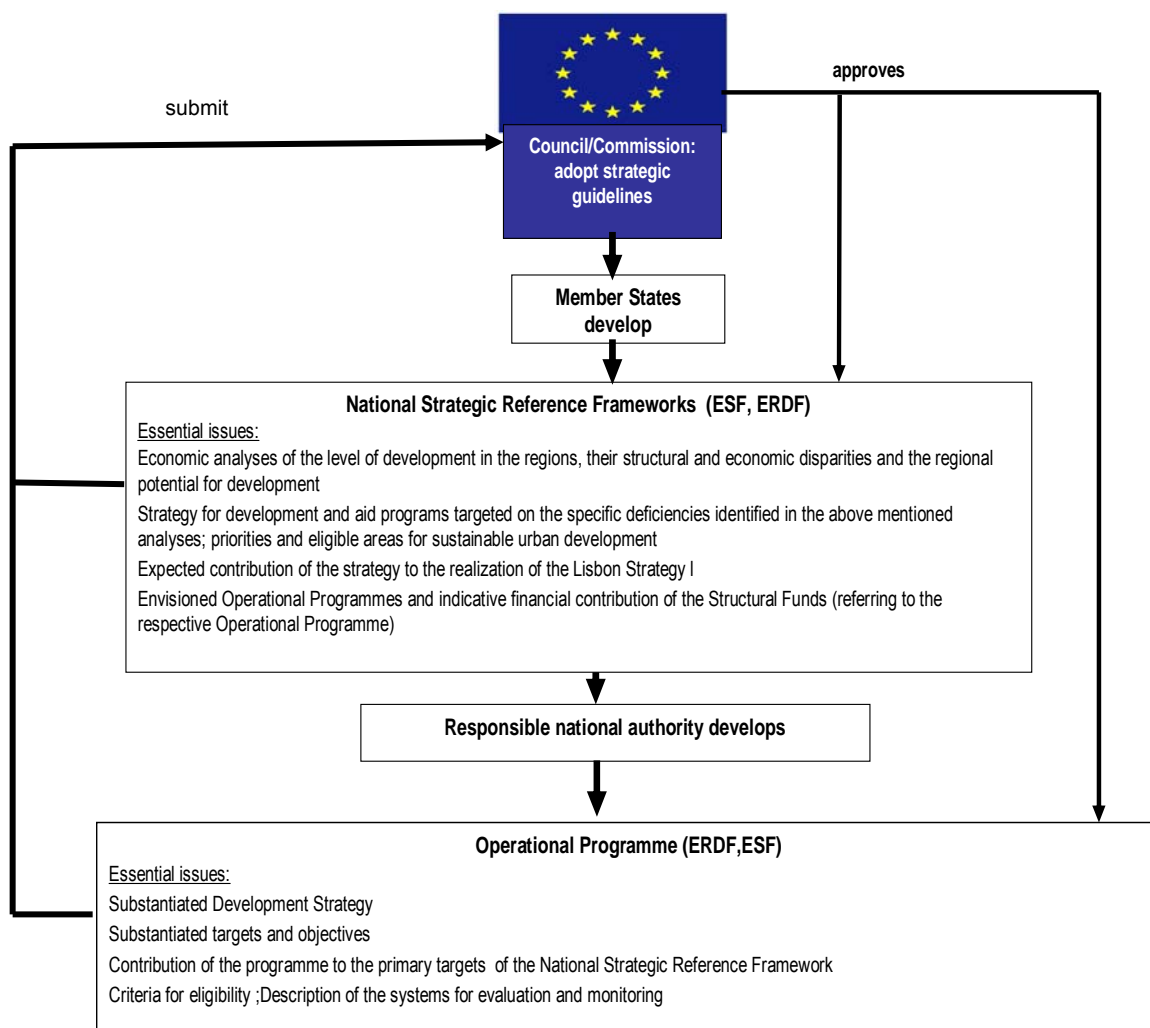 submit
approves
Council/Commission:
adopt strategic
guidelines
Member States
develop
National Strategic Reference Frameworks (ESF, ERDF)
Essential issues:
Economic analyses of the level of development in the regions, their structural and economic disparities and the regional
potential for development
Strategy for development and aid programs targeted on the specific deficiencies identified in the above mentioned
analyses; priorities and eligible areas for sustainable urban development
Expected contribution of the strategy to the realization of the Lisbon Strategy l
Envisioned Operational Programmes and indicative financial contribution of the Structural Funds (referring to the
respective Operational Programme)
Responsible national authority develops
Operational Programme (ERDF,ESF)
Essential issues:
Substantiated Development Strategy
Substantiated targets and objectives
Contribution of the programme to the primary targets of the National Strategic Reference Framework
Criteria for eligibility ;Description of the systems for evaluation and monitoring